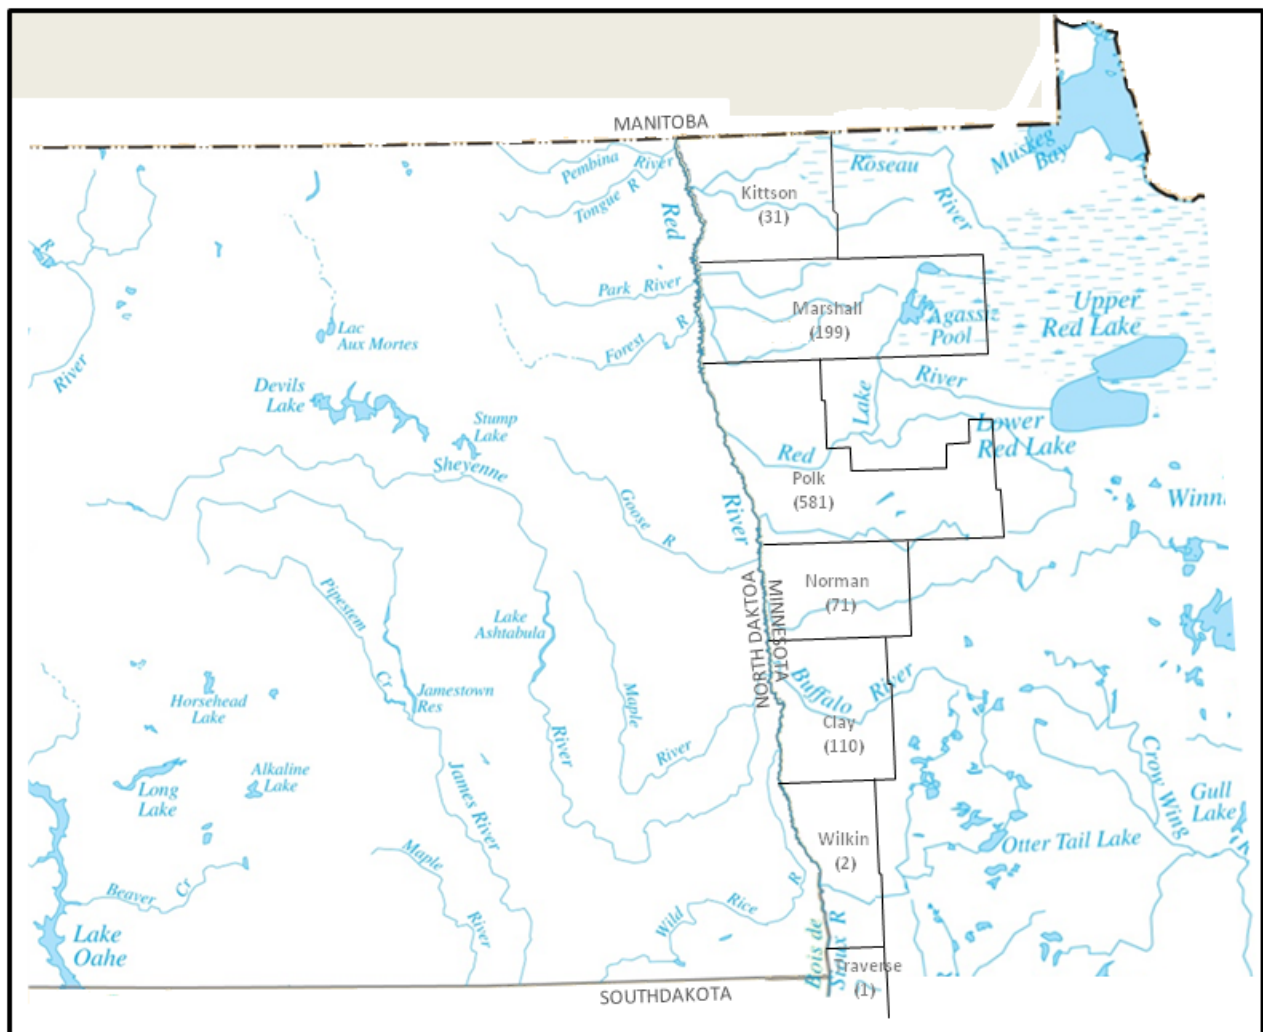 MANITOBA
Pembina River
Tongue R
Red
Kittson
(31)
Roseau
River
Muskeg
Bay
R
River
Lac
Aux Mortes
Park River
Forest R
Marshall
(199)
Agassiz
Pool
Upper
Red Lake
Devils
Lake
Stump
Lake
Sheyenne
River
Lake
Lower
Red Lake
Red
Polk
(581)
Goose R
River
Winn
Norman
(71)
NORTH DAKTOA
MINNESOTA
Pipestem
Cr
Lake
Ashtabula
Horsehead
Lake
Jamestown
Res
Maple
River
Buffalo River
Clay
(110)
River
Long
Lake
Alkaline
Lake
James River
Crow Wing
Gull
Lake
Wilkin
(2)
Otter Tail Lake
Maple
River
Beaver Cr
Wild Rice R
Lake
Oahe
Bois de
Sioux R
Traverse
(1)
SOUTHDAKOTA